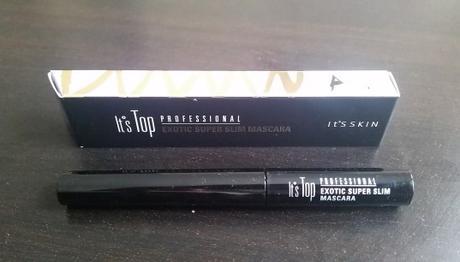 It's Top PROFESSIONAL
EXOTIC SUPER SLIM MASCARA
It'S SKIN
It's Top PROFESSIONAL
EXOTIC SUPER SLIM
MASCARA